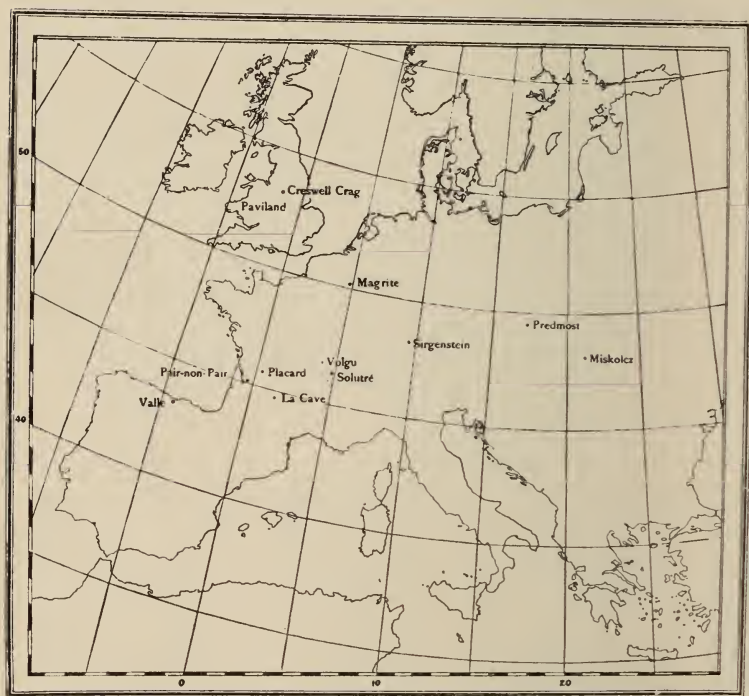 50
Creswell Crag
Paviland
Magrite
Predmost
Sirgenstein
Volgu
Miskolcz
Pair-non-Pair
Placard
Solutré
La Cave
Valle
40
0
10
20